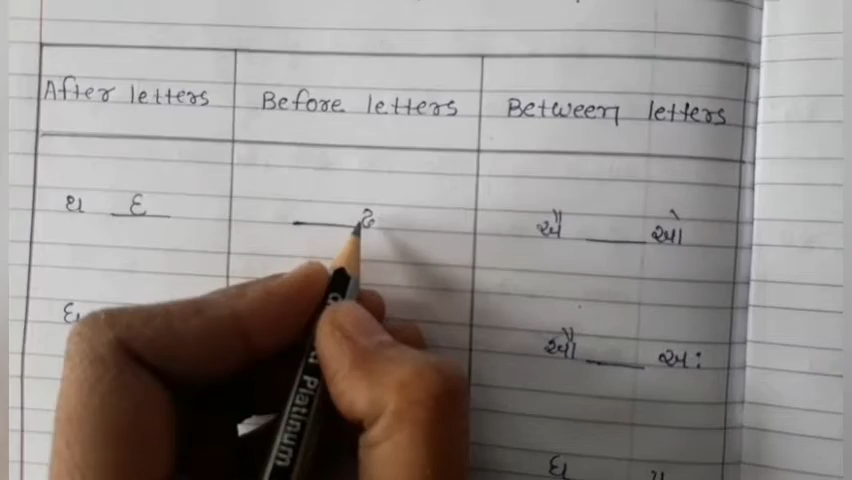 After letters Before letters Between letters
થ દ
ઢ
ઐ ઓ
ઔ અઃ
Platinum